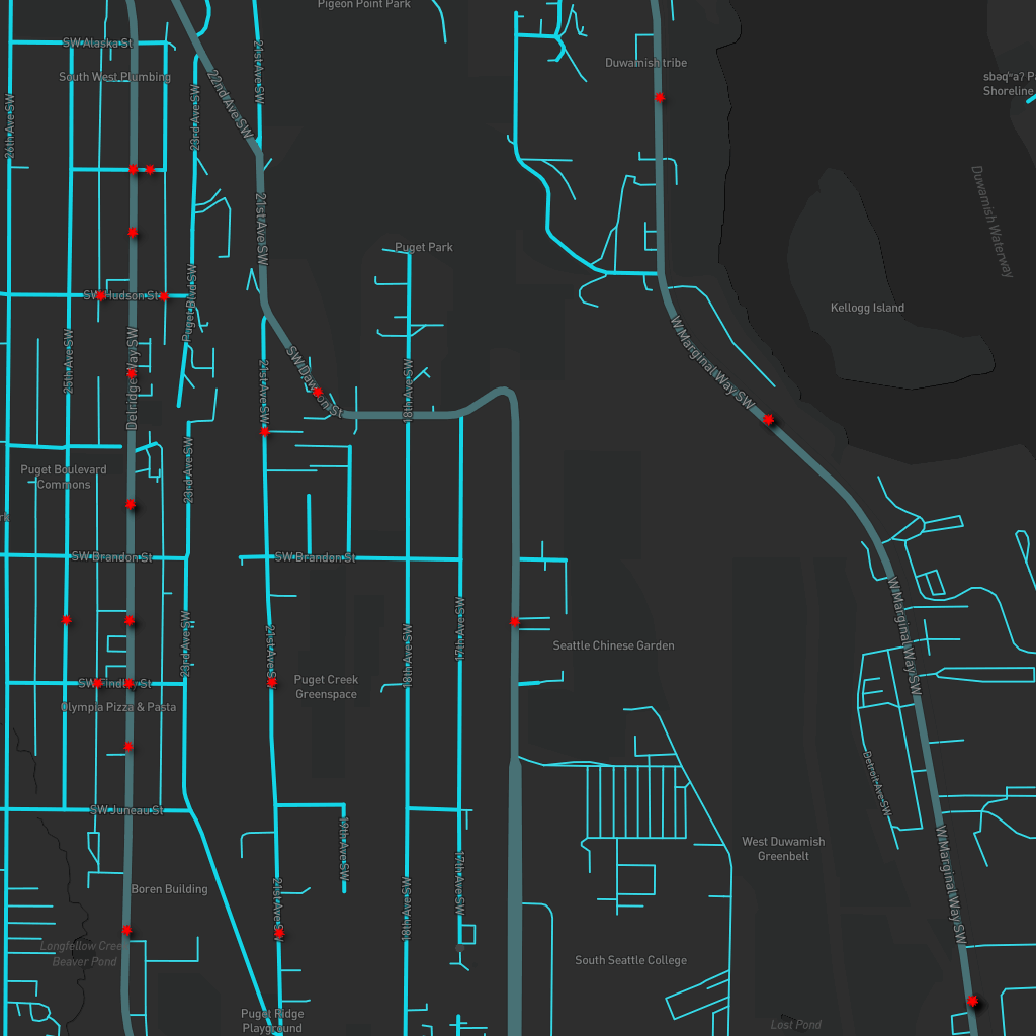 Pigeon Point Park
SW Alaska St
South West Plumbing
21st Ave SW
Duwamish tribe
sbəqʷaʔ Pa
Shoreline
22nd Ave SW
26th Ave SW
23rd Ave SW
21st Ave SW
Duwamish Waterway
Puget Park
SW Hudson St
Puget Blvd SW
Kellogg Island
25th Ave SW
Delridge Way SW
SW Dawson St
21st Ave SW
18th Ave SW
W Marginal Way SW
Puget Boulevard
Commons
23rd Ave SW
rk
SW Brandon St
SW Brandon St
23rd Ave SW
21st Ave SW
18th Ave SW
17th Ave SW
Seattle Chinese Garden
W Marginal Way SW
SW Findlay St
Puget Creek
Greenspace
Olympia Pizza & Pasta
Detroit Ave SW
SW Juneau St
19th Ave SW
West Duwamish
Greenbelt
Boren Building
21st Ave SW
18th Ave SW
17th Ave SW
W Marginal Way SW
Longfellow Creek
Beaver Pond
South Seattle College
Puget Ridge
Playground
Lost Pond